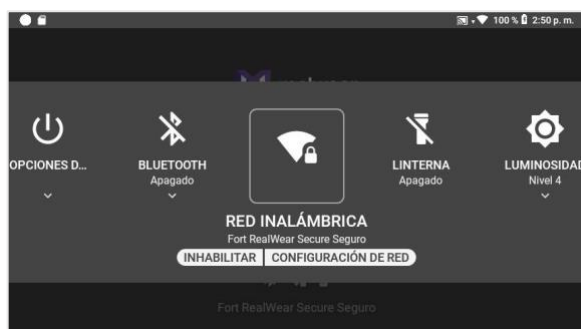 100 % 2:50 p. m.
OPCIONES D...
BLUETOOTH
Apagado
LINTERNA
Apagado
LUMINOSIDAD
Nivel 4
RED INALÁMBRICA
Fort RealWear Secure Seguro
INHABILITAR CONFIGURACIÓN DE RED
Fort RealWear Secure Seguro